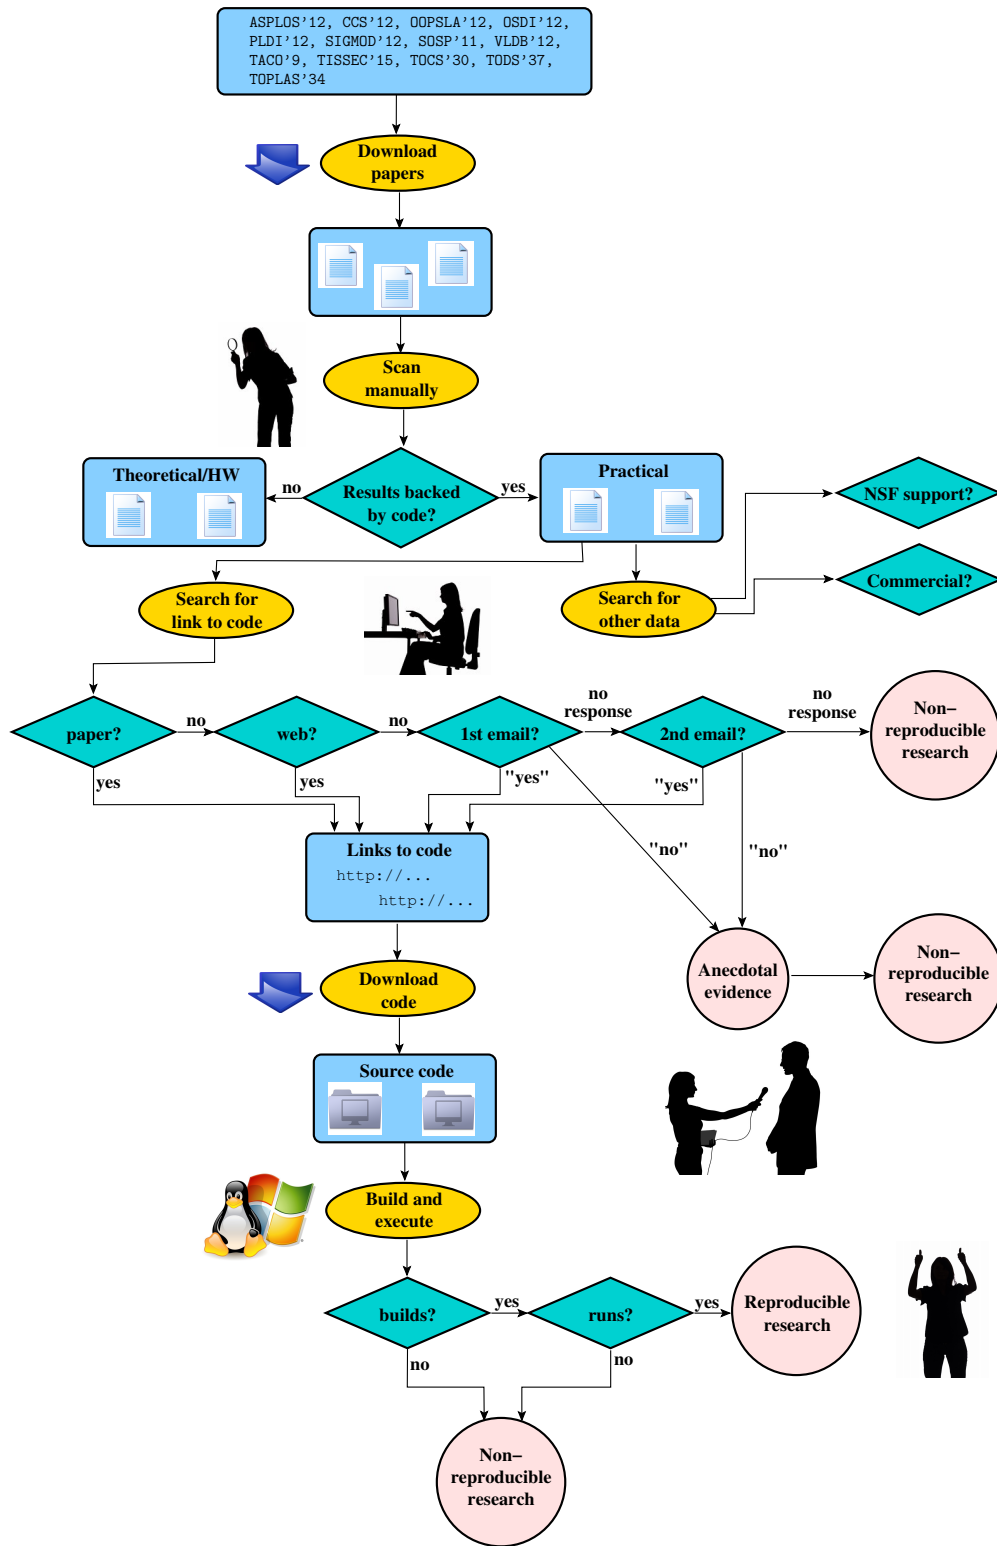 ASPLOS'12, CCS'12, OOPSLA'12, OSDI'12,
PLDI'12, SIGMOD'12, SOSP'11, VLDB'12,
TACO'9, TISSEC'15, TOCS'30, TODS'37,
TOPLAS'34
Download
papers
Scan
manually
Theoretical/HW
no
Results backed
by code?
yes
Practical
NSF support?
Commercial?
Search for
link to code
Search for
other data
paper?
no
web?
no
1st email?
no
response
2nd email?
no
response
Non-
reproducible
research
yes
yes
"yes"
"yes"
"no"
"no"
Links to code
http://...
http://...
Download
code
Anecdotal
evidence
Non-
reproducible
research
Source code
Build and
execute
builds?
yes
runs?
yes
Reproducible
research
no
no
Non-
reproducible
research